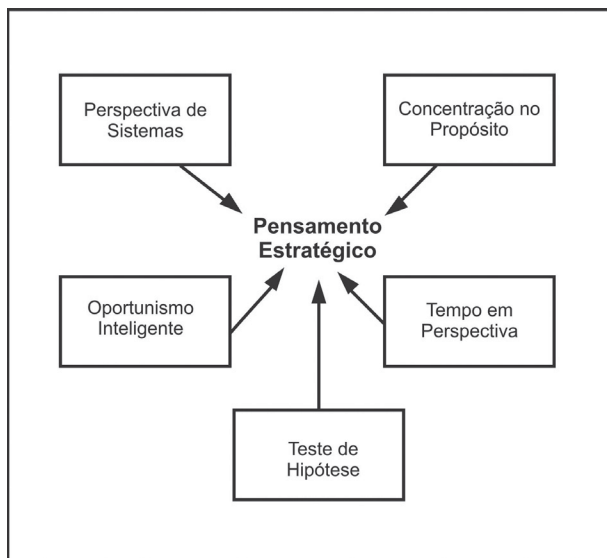 Perspectiva de
Sistemas
Concentração no
Propósito
Pensamento
Estratégico
Oportunismo
Inteligente
Tempo em
Perspectiva
Teste de
Hipótese